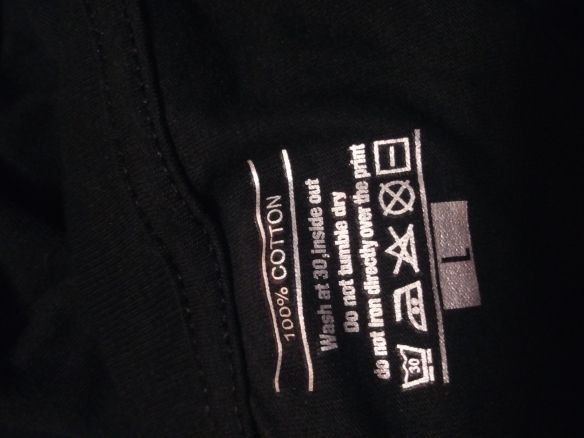 100% COTTON
Wash at 30,inside out
Do not tumble dry
do not iron directly over the print
30
L